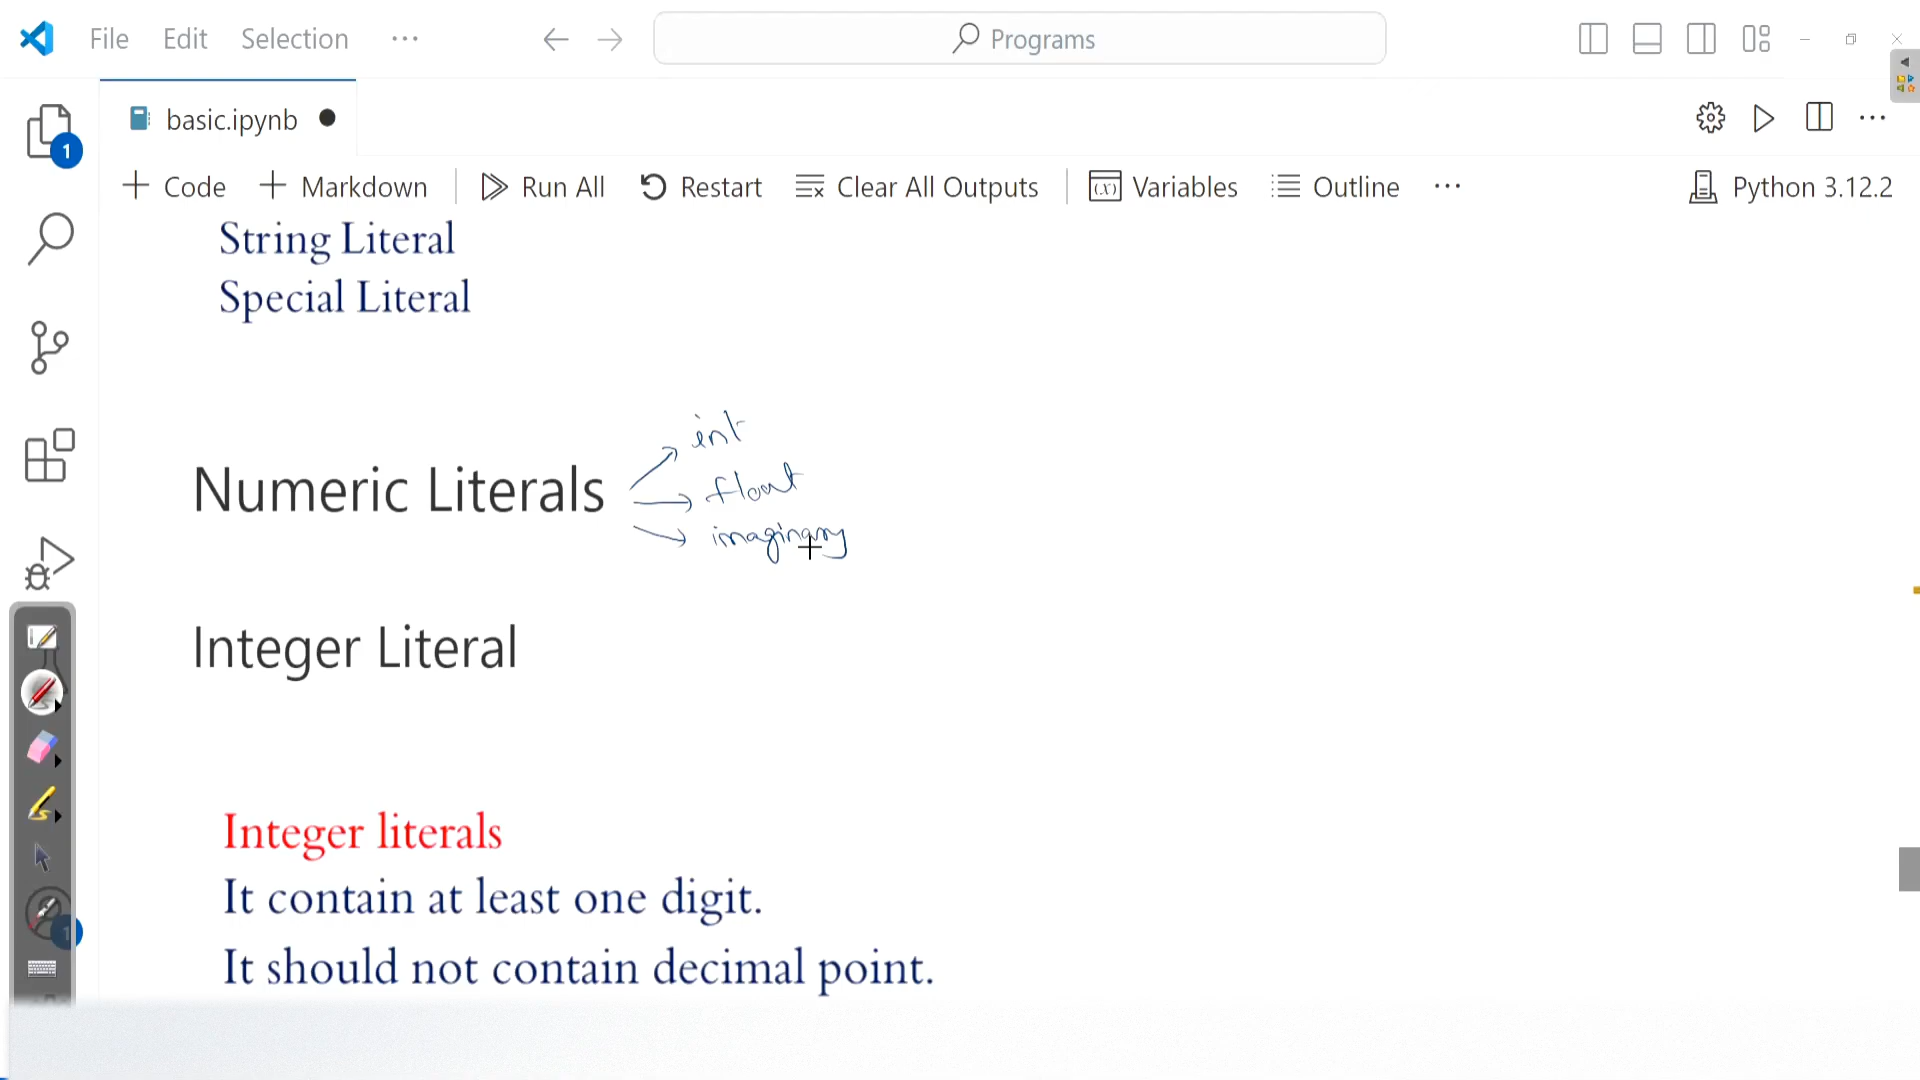 File Edit Selection ... Programs
basic.ipynb
1
+ Code + Markdown Run All Restart Clear All Outputs (x) Variables Outline ... Python 3.12.2
String Literal
Special Literal
int
Numeric Literals float
imaginary
Integer Literal
Integer literals
It contain at least one digit.
1
It should not contain decimal point.